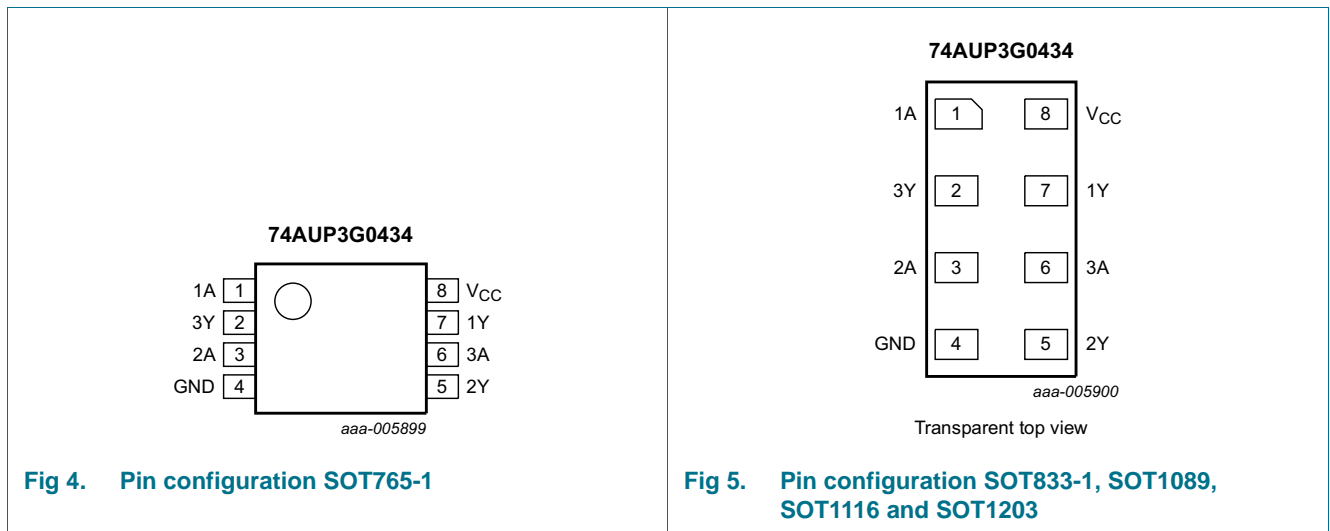 74AUP3G0434
1A 1 8 VCC
3Y 2 7 1Y
2A 3 6 3A
GND 4 5 2Y
aaa-005899
Fig 4. Pin configuration SOT765-1
74AUP3G0434
1A 1 8 VCC
3Y 2 7 1Y
2A 3 6 3A
GND 4 5 2Y
aaa-005900
Transparent top view
Fig 5. Pin configuration SOT833-1, SOT1089,
SOT1116 and SOT1203